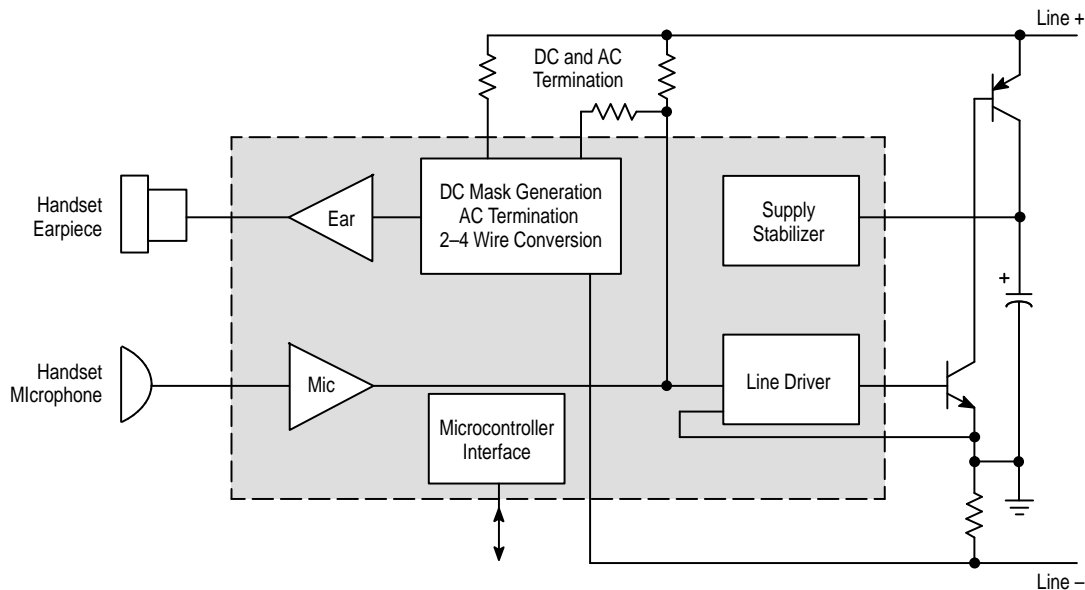 Line +
DC and AC
Termination
DC Mask Generation
AC Termination
2–4 Wire Conversion
Handset
Earpiece
Ear
Supply
Stabilizer
+
Handset
MIcrophone
Mic
Line Driver
Microcontroller
Interface
Line –